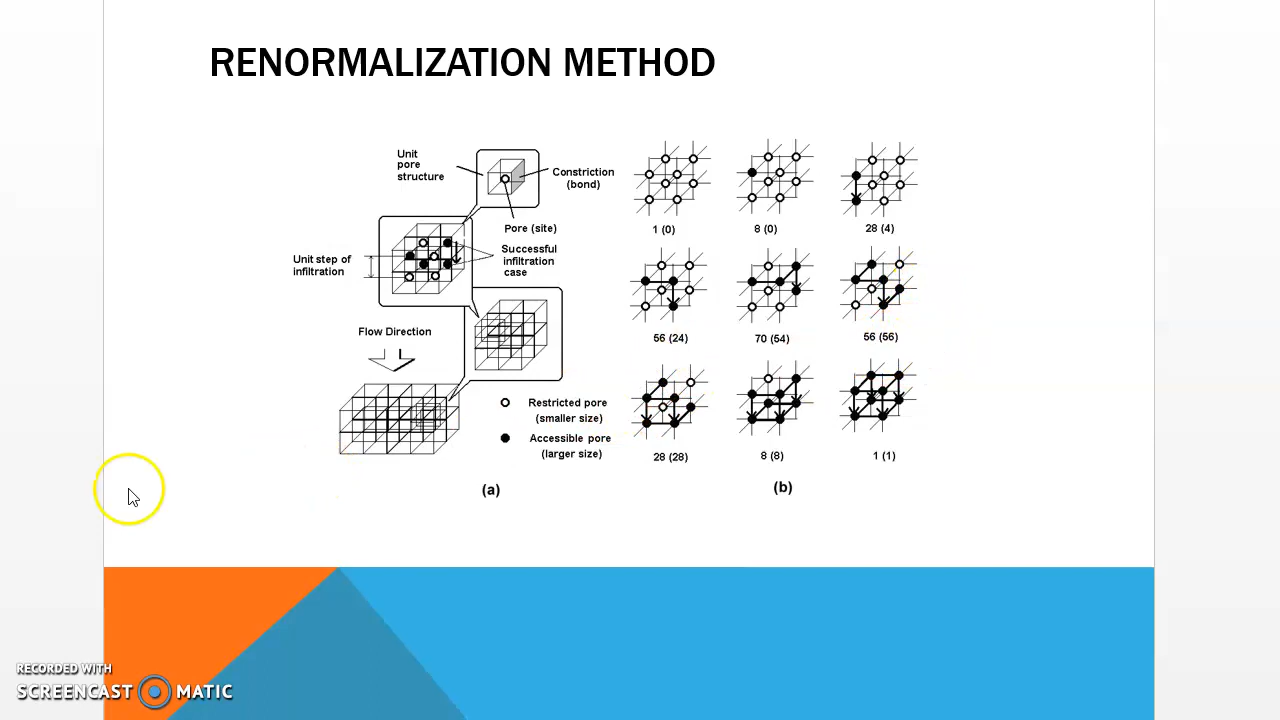 RENORMALIZATION METHOD
Unit
pore
structure
Constriction
(bond)
Pore (site)
Unit step of
infiltration
Successful
infiltration
case
Flow Direction
Restricted pore
(smaller size)
Accessible pore
(larger size)
(a)
1 (0)
8 (0)
28 (4)
56 (24)
70 (54)
56 (56)
28 (28)
8 (8)
1 (1)
(b)
RECORDED WITH
SCREENCAST MATIC